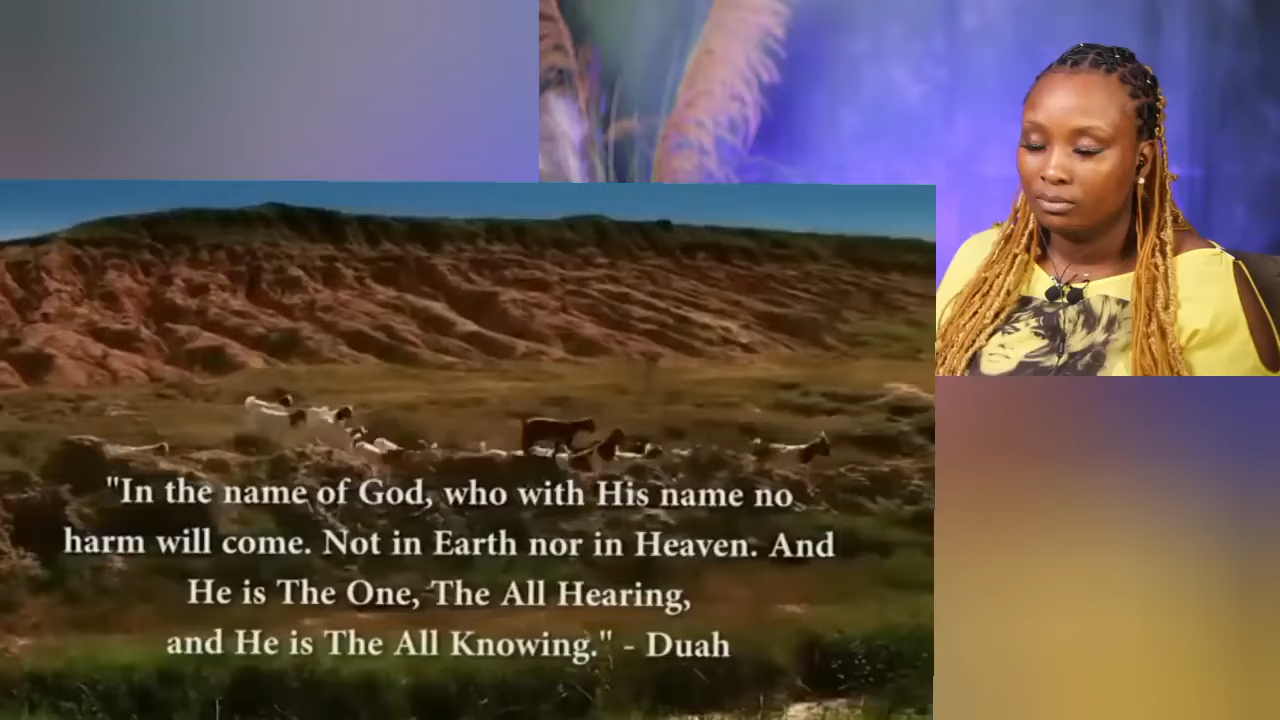 "In the name of God, who with His name no
harm will come. Not in Earth nor in Heaven. And
He is The One, The All Hearing,
and He is The All Knowing." - Duah